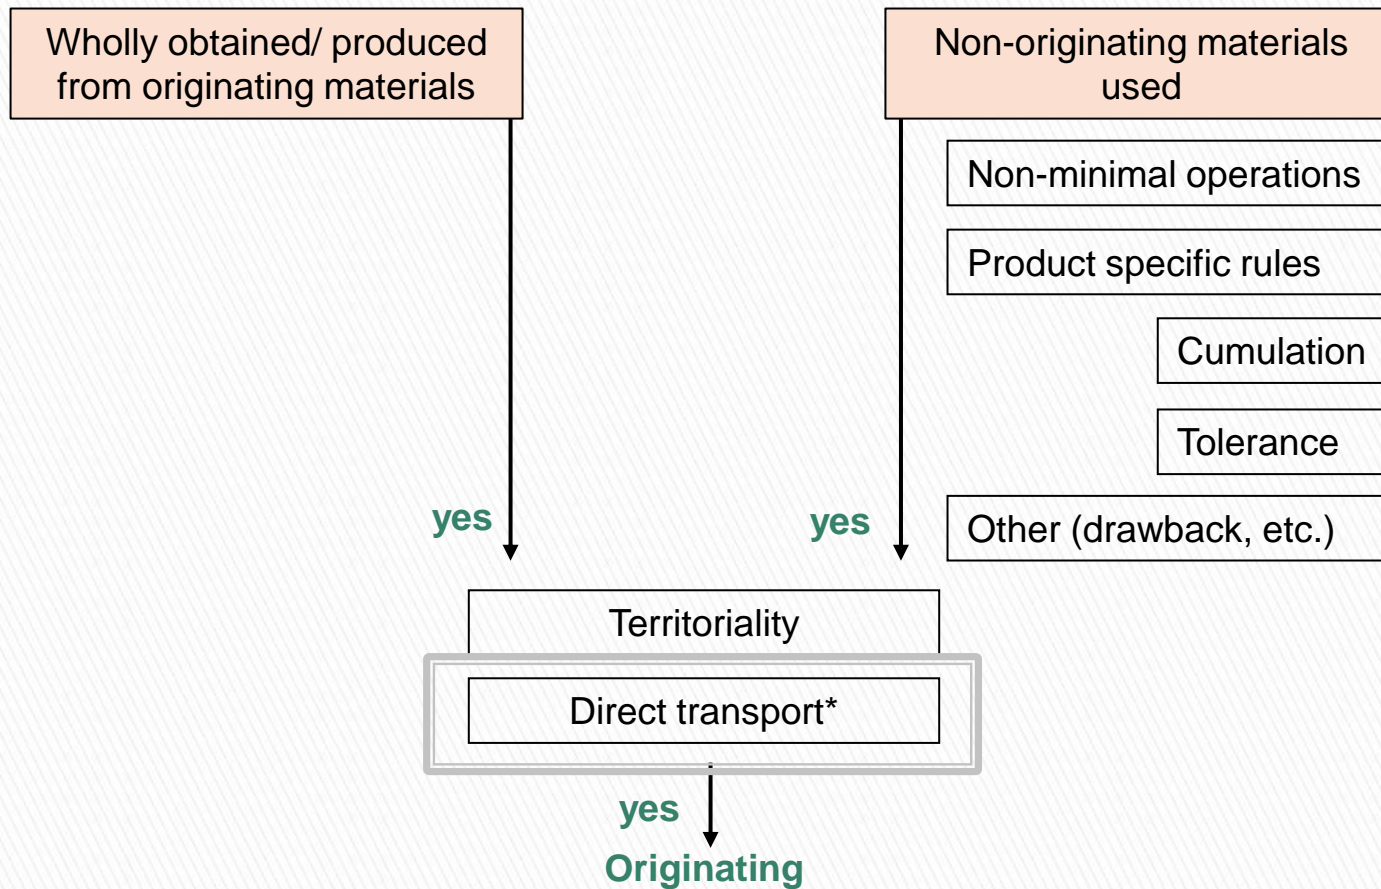 Wholly obtained/ produced
from originating materials
Non-originating materials
used
Non-minimal operations
Product specific rules
Cumulation
Tolerance
Other (drawback, etc.)
yes
yes
Territoriality
Direct transport*
yes
Originating